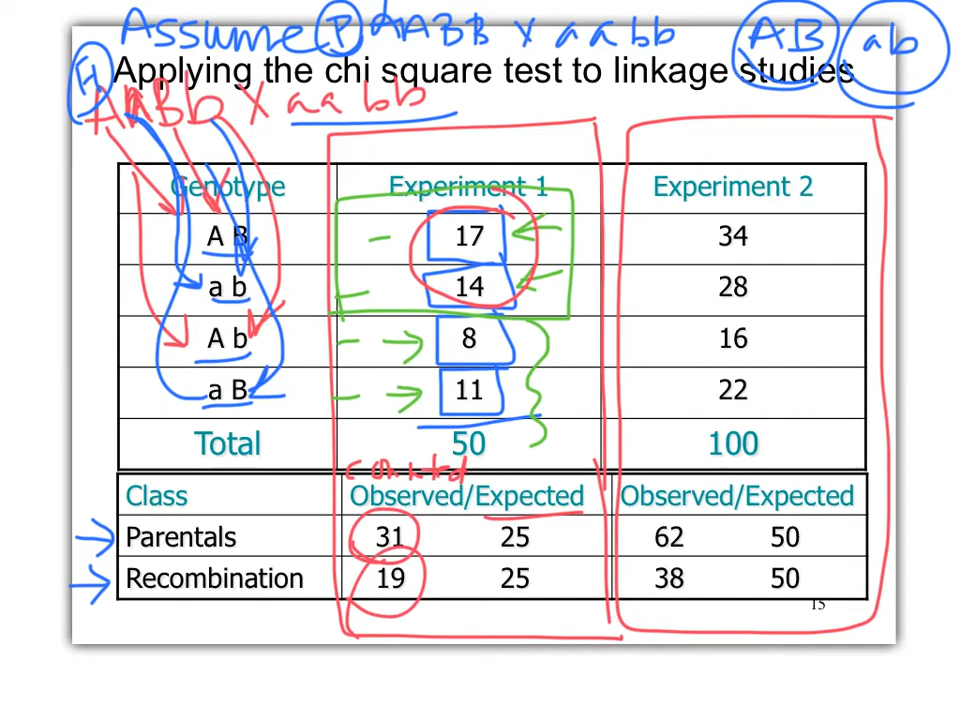 Assume P AABB X aabb AB ab
Applying the chi square test to linkage studies
F1 AaBb X aabb
Genotype Experiment 1 Experiment 2
A B 17 34
a b 14 28
A b 8 16
a B 11 22
Total 50 100
counted
Class Observed/Expected Observed/Expected
Parentals 31 25 62 50
Recombination 19 25 38 50
15